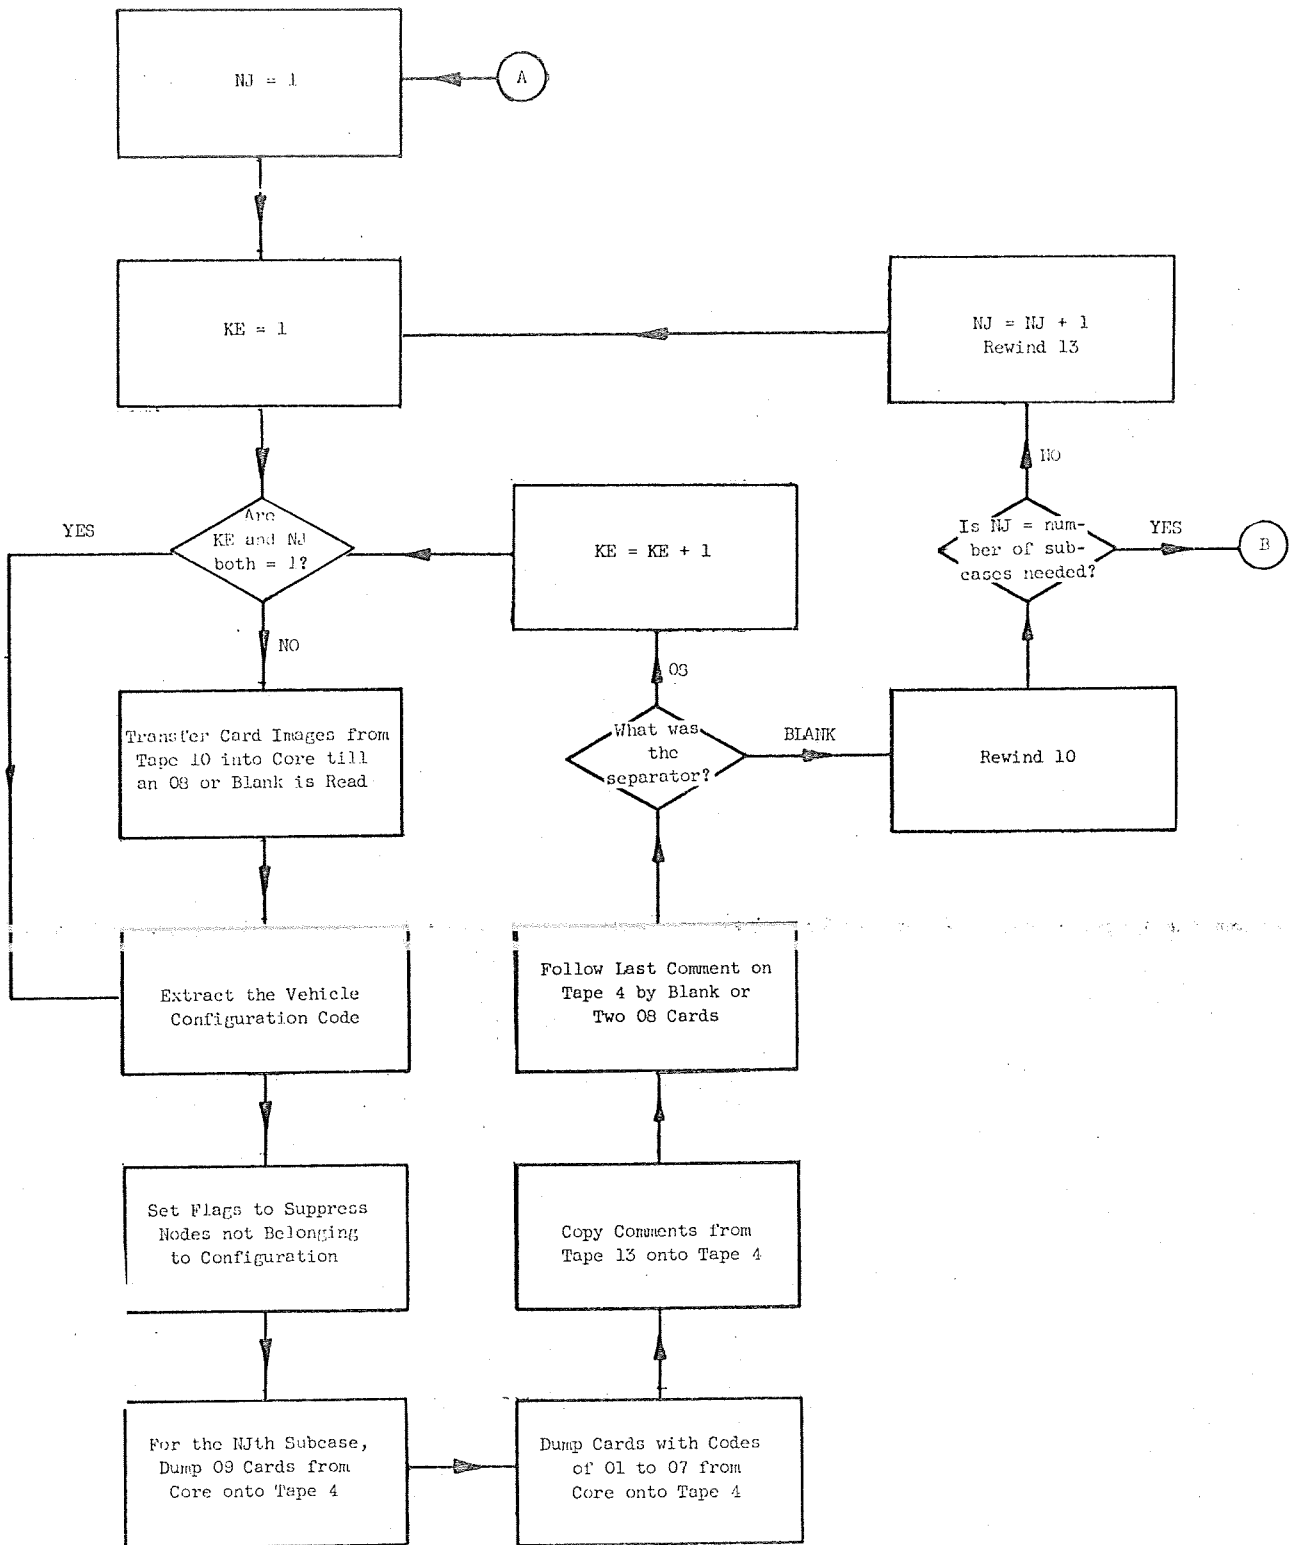 NJ = 1
A
KE = 1
NJ = NJ + 1
Rewind 13
NO
YES
Are
KE and NJ
both = 1?
KE = KE + 1
Is NJ = num-
ber of sub-
cases needed?
YES
B
NO
08
Transfer Card Images from
Tape 10 into Core till
an 08 or Blank is Read
What was
the
separator?
BLANK
Rewind 10
Extract the Vehicle
Configuration Code
Follow Last Comment on
Tape 4 by Blank or
Two 08 Cards
Set Flags to Suppress
Nodes not Belonging
to Configuration
Copy Comments from
Tape 13 onto Tape 4
For the NJth Subcase,
Dump 09 Cards from
Core onto Tape 4
Dump Cards with Codes
of 01 to 07 from
Core onto Tape 4